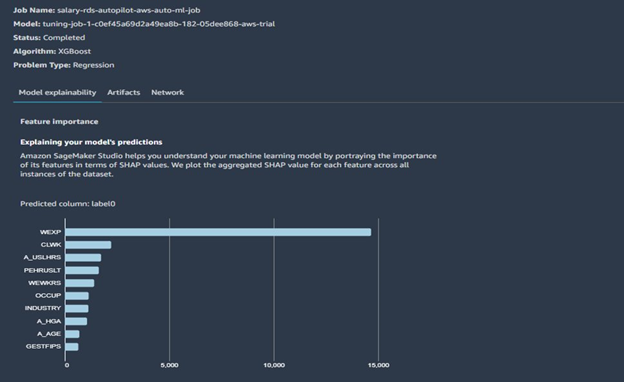 Job Name: salary-rds-autopilot-aws-auto-ml-job
Model: tuning-job-1-c0ef45a69d2a49ea8b-182-05dee868-aws-trial
Status: Completed
Algorithm: XGBoost
Problem Type: Regression
Model explainability Artifacts Network
Feature importance
Explaining your model's predictions
Amazon SageMaker Studio helps you understand your machine learning model by portraying the importance
of its features in terms of SHAP values. We plot the aggregated SHAP value for each feature across all
instances of the dataset.
Predicted column: label0
WEXP
CLWK
A_USLHRS
PEHRUSLT
WEWKRS
OCCUP
INDUSTRY
A_HGA
A_AGE
GESTFIPS
0 5,000 10,000 15,000